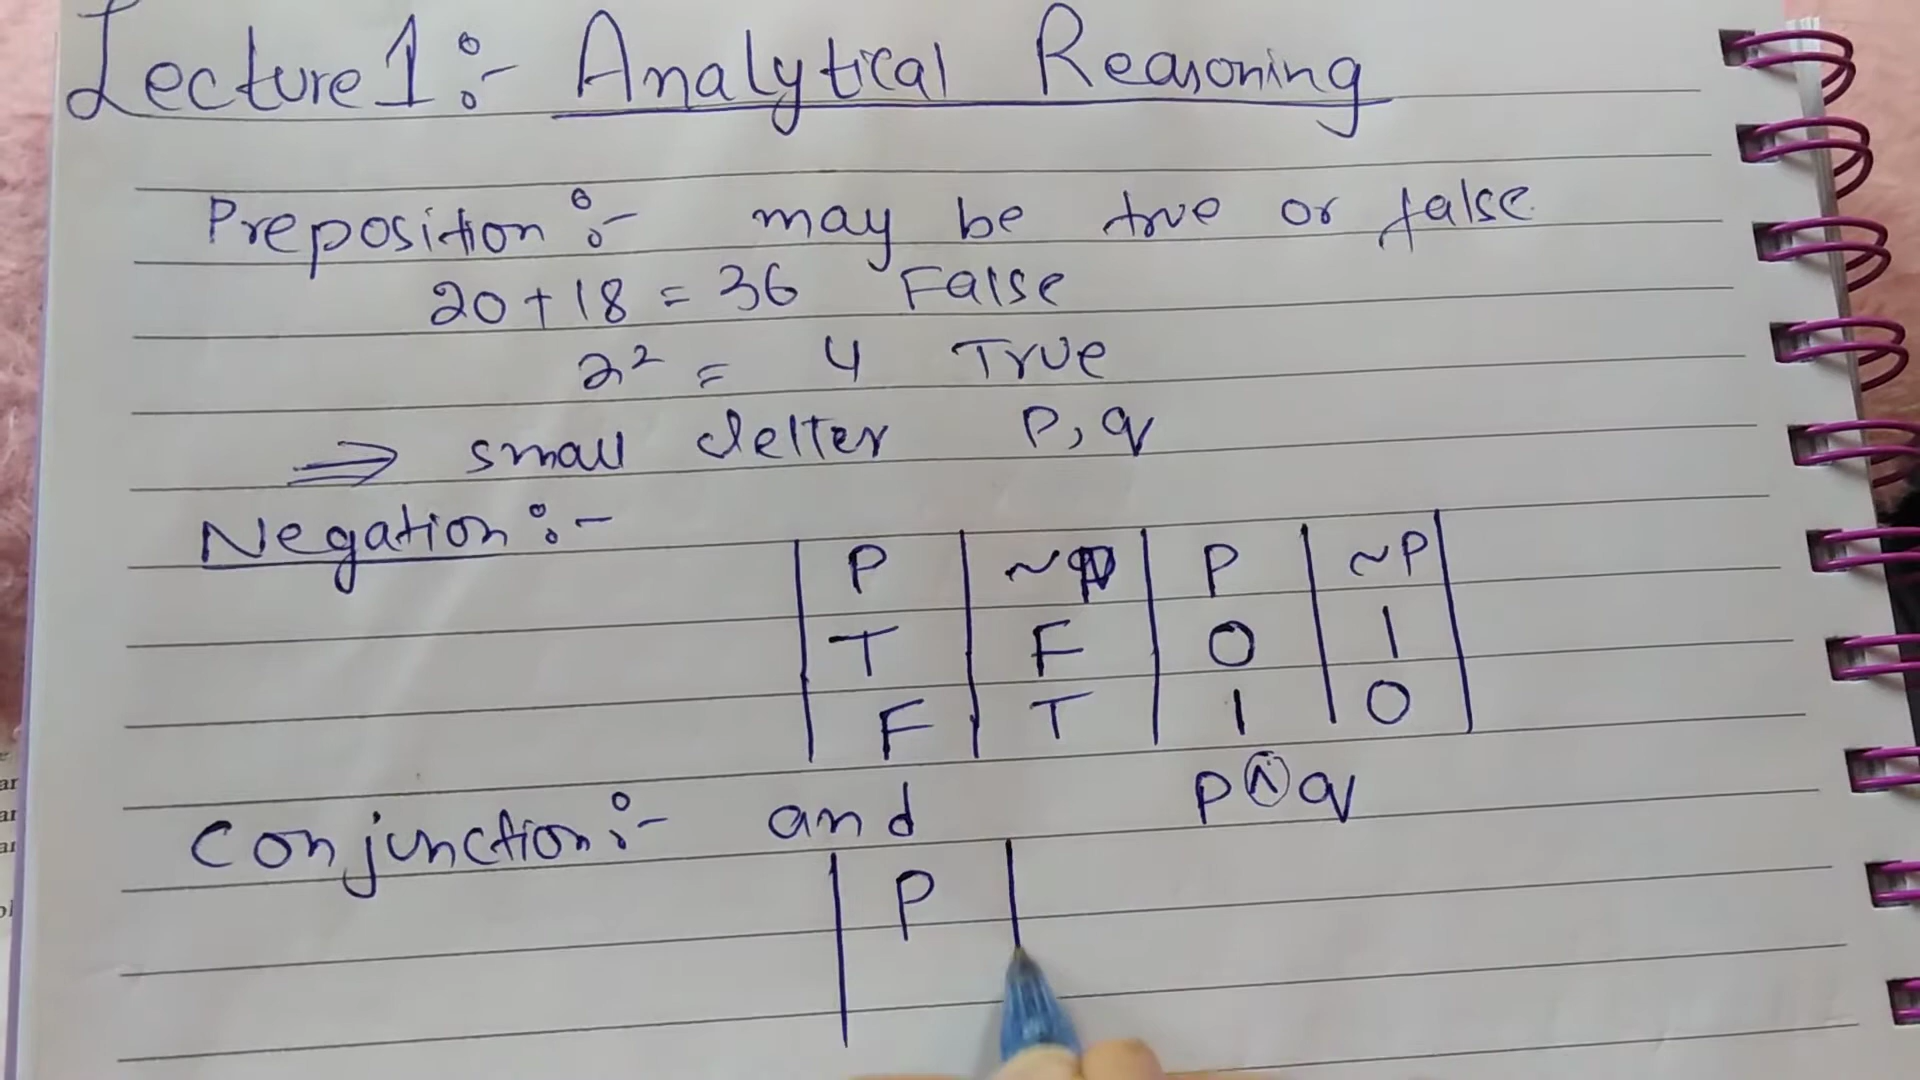 Lecture 1:- Analytical Reasoning
Preposition:- may be true or false.
20 + 18 = 36 False
2² = 4 True
⇒ small letter P, q
Negation:-
P ~P P ~P
T F 0 1
F T 1 0
Conjunction:- and p∧q
P